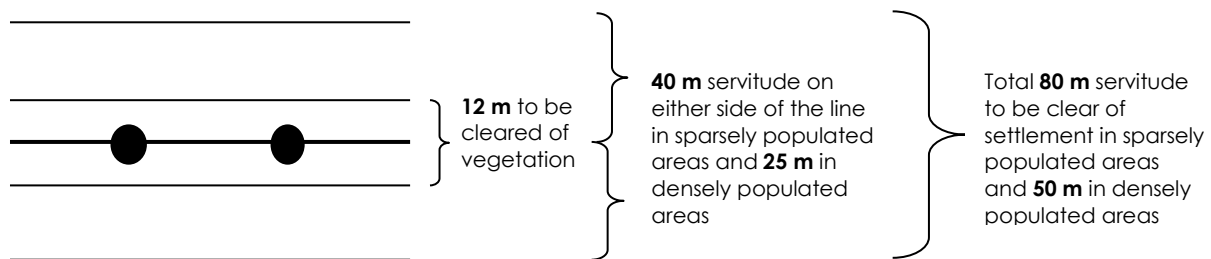 12 m to be
cleared of
vegetation
40 m servitude on
either side of the line
in sparsely populated
areas and 25 m in
densely populated
areas
Total 80 m servitude
to be clear of
settlement in sparsely
populated areas
and 50 m in densely
populated areas